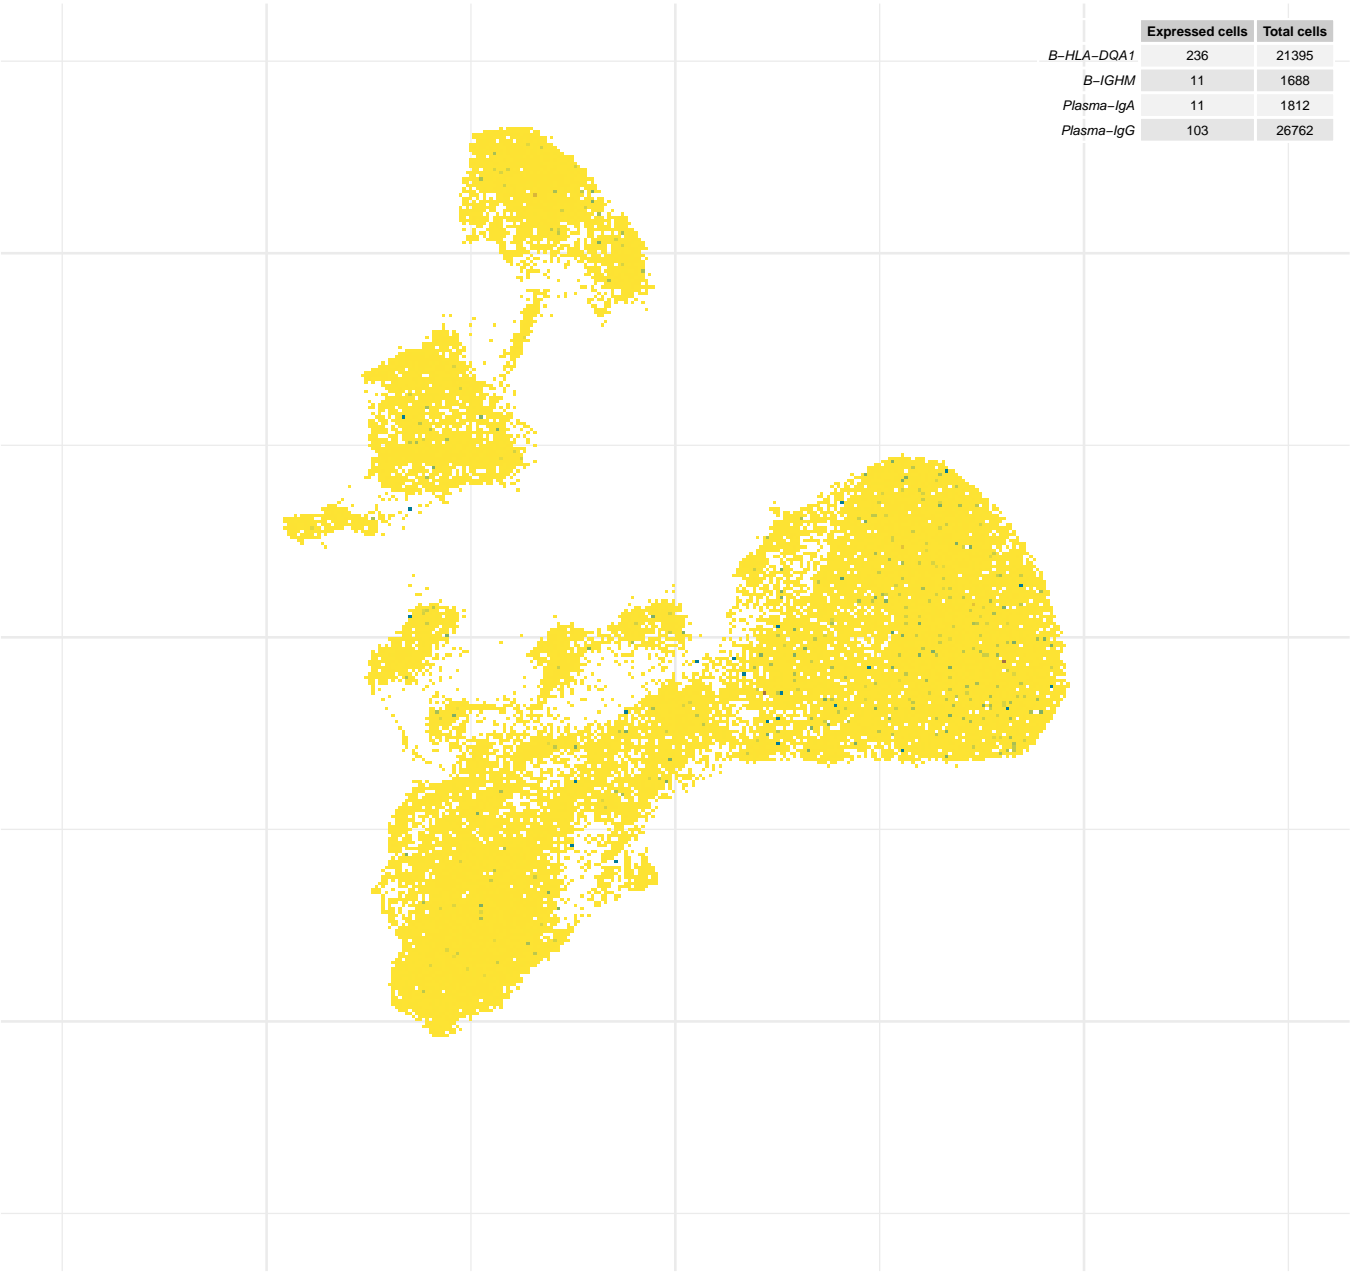 Expressed cells Total cells
B−HLA−DQA1 236 21395
B−IGHM 11 1688
Plasma−IgA 11 1812
Plasma−IgG 103 26762